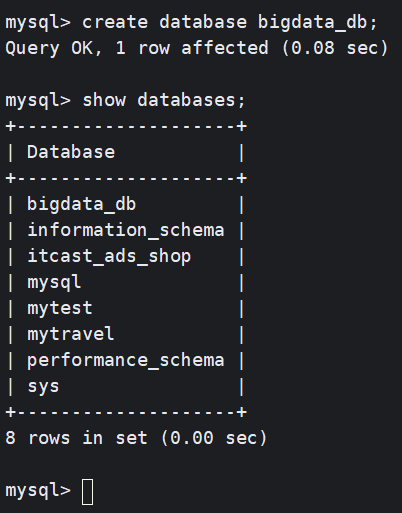 mysql> create database bigdata_db;
Query OK, 1 row affected (0.08 sec)
mysql> show databases;
+--------------------+
| Database           |
+--------------------+
| bigdata_db         |
| information_schema |
| itcast_ads_shop    |
| mysql              |
| mytest             |
| mytravel           |
| performance_schema |
| sys                |
+--------------------+
8 rows in set (0.00 sec)
mysql>